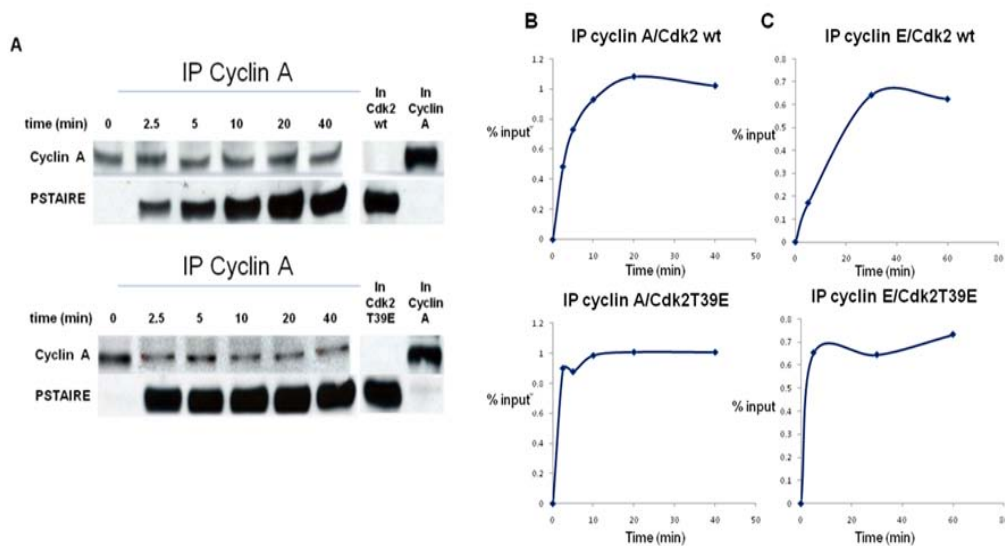 A
IP Cyclin A
In
Cdk2
wt
In
Cyclin
A
time (min) 0 2.5 5 10 20 40
Cyclin A
PSTAIRE
IP Cyclin A
In
Cdk2
T39E
In
Cyclin
A
time (min) 0 2.5 5 10 20 40
Cyclin A
PSTAIRE
B
IP cyclin A/Cdk2 wt
1.2
1
0.8
% input
0.6
0.4
0.2
0
0 10 20 30 40 50
Time (min)
IP cyclin A/Cdk2T39E
1.2
1
0.8
% input
0.6
0.4
0.2
0
0 10 20 30 40 50
Time (min)
C
IP cyclin E/Cdk2 wt
0.8
0.7
0.6
0.5
% input
0.4
0.3
0.2
0.1
0
0 20 40 60 80
Time (min)
IP cyclin E/Cdk2T39E
0.8
0.7
0.6
0.5
% input
0.4
0.3
0.2
0.1
0
0 20 40 60 80
Time (min)